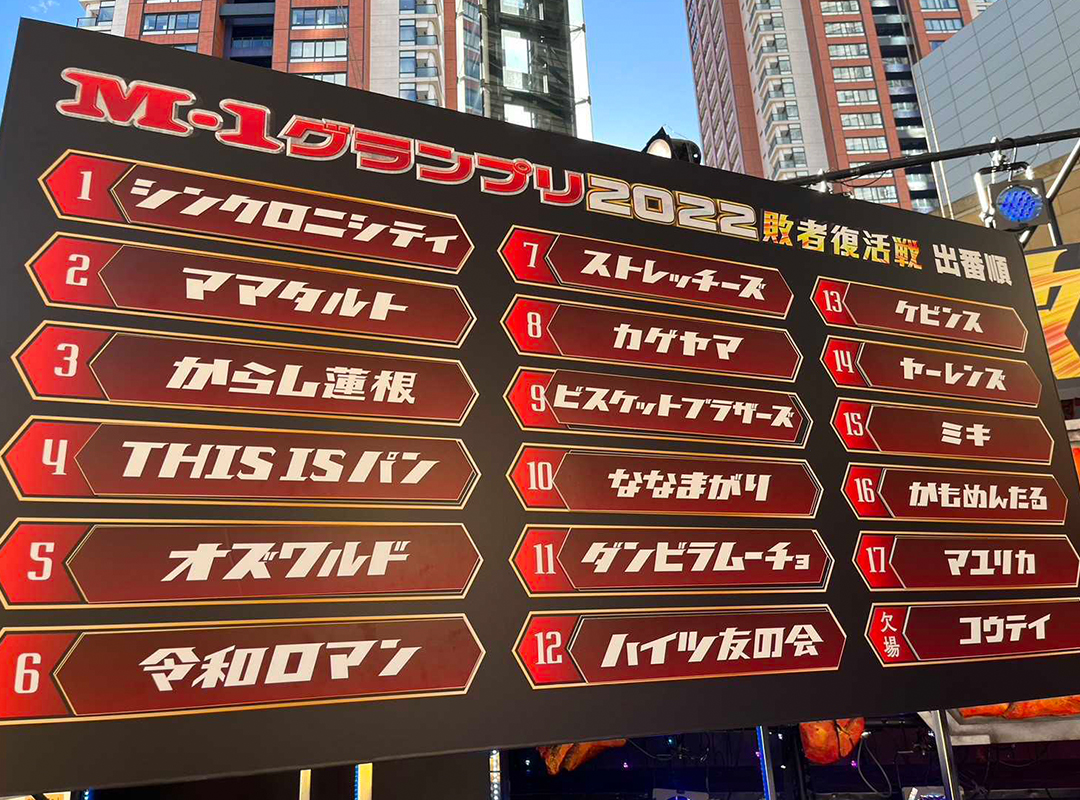 M-1グランプリ2022敗者復活戦 出番順
1 シンクロニシティ
2 ママタルト
3 からし蓮根
4 THIS ISパン
5 オズワルド
6 令和ロマン
7 ストレッチーズ
8 カゲヤマ
9 ビスケットブラザーズ
10 ななまがり
11 ダンビラムーチョ
12 ハイツ友の会
13 ケビンス
14 ヤーレンズ
15 ミキ
16 かもめんたる
17 マユリカ
欠場 コウテイ